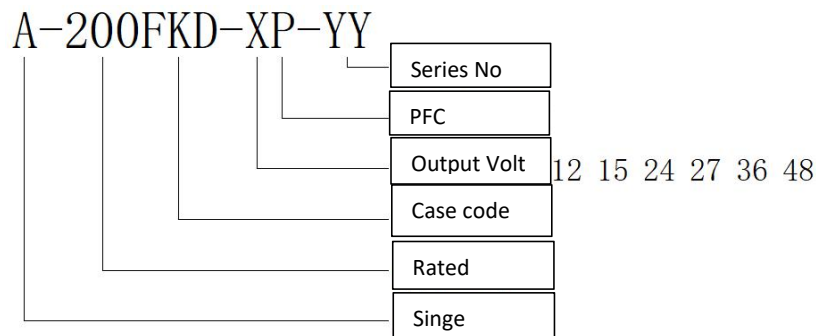 A-200FKD-XP-YY
Series No
PFC
Output Volt 12 15 24 27 36 48
Case code
Rated
Singe